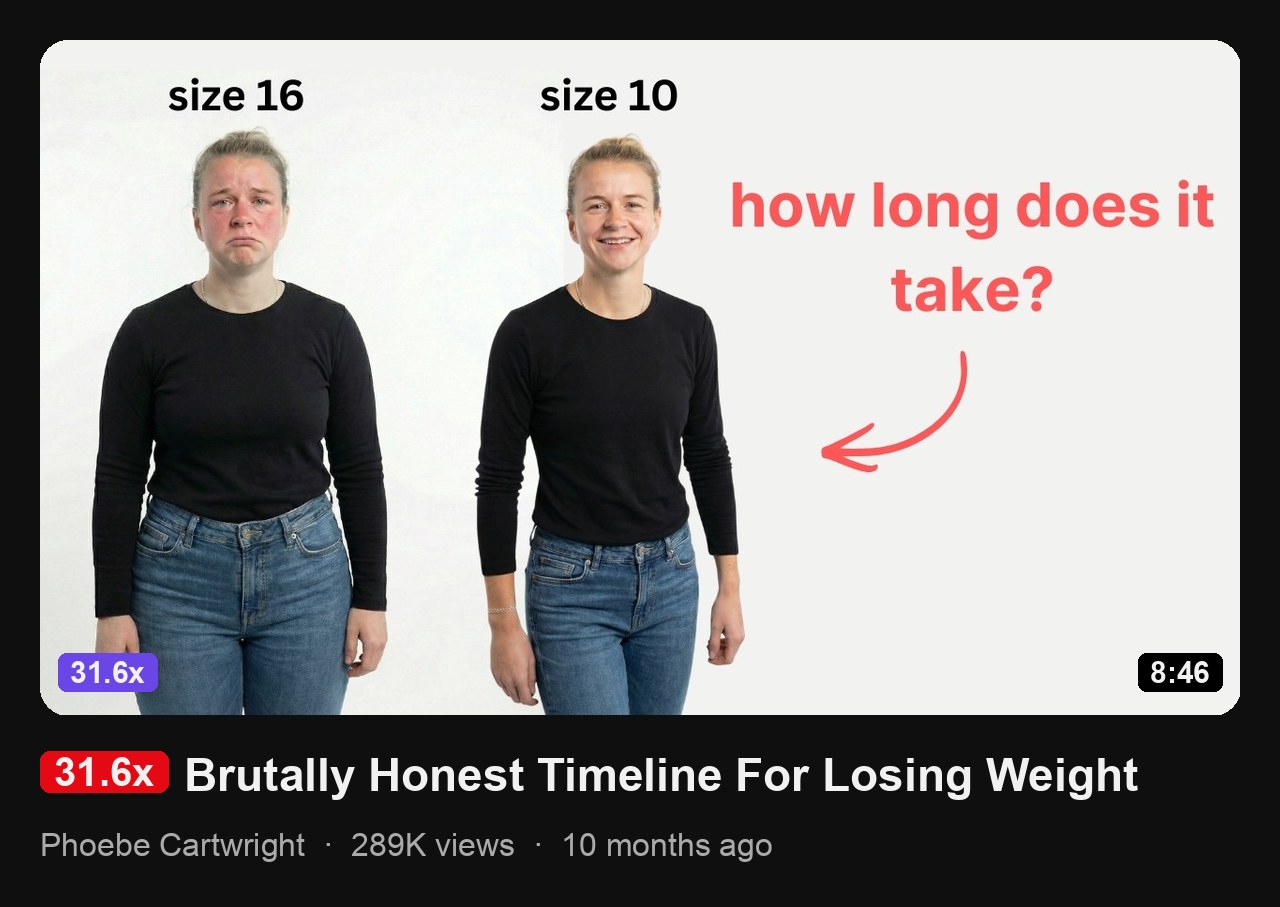 size 16
size 10
how long does it
take?
31.6x
8:46
31.6x Brutally Honest Timeline For Losing Weight
Phoebe Cartwright · 289K views · 10 months ago